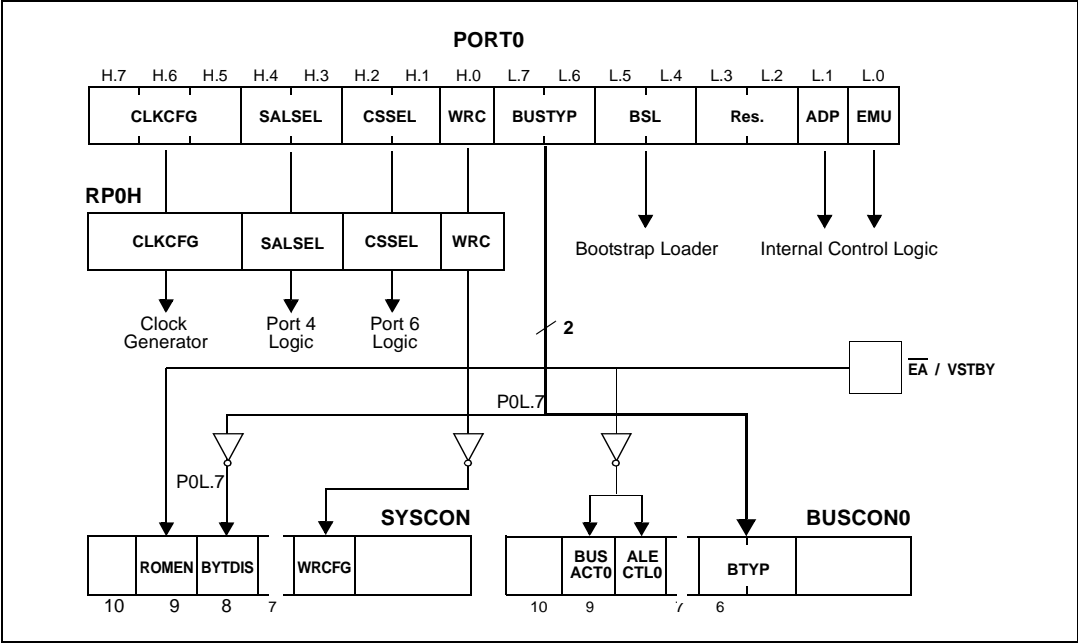 PORT0
H.7 H.6 H.5 H.4 H.3 H.2 H.1 H.0 L.7 L.6 L.5 L.4 L.3 L.2 L.1 L.0
CLKCFG SALSEL CSSEL WRC BUSTYP BSL Res. ADP EMU
RP0H
CLKCFG SALSEL CSSEL WRC
Bootstrap Loader Internal Control Logic
Clock Generator
Port 4 Logic
Port 6 Logic
2
EA / VSTBY
P0L.7
P0L.7
SYSCON BUSCON0
ROMEN BYTDIS WRCFG BUS ACT0 ALE CTL0 BTYP
10 9 8 7 10 9 7 6